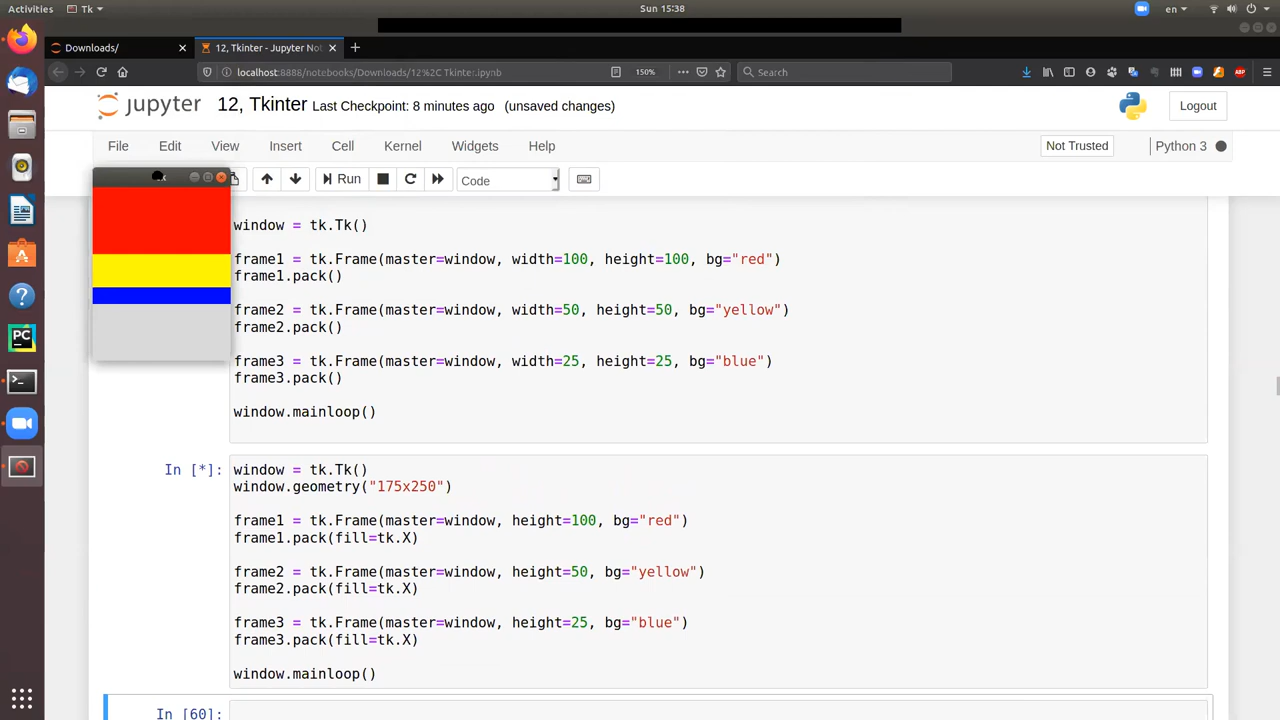 Activities Tk Sun 15:38 en
Downloads/ 12, Tkinter - Jupyter No
localhost:8888/notebooks/Downloads/12%2C Tkinter.ipynb 150% Search
jupyter 12, Tkinter Last Checkpoint: 8 minutes ago (unsaved changes) Logout
File Edit View Insert Cell Kernel Widgets Help Not Trusted Python 3
Run Code
window = tk.Tk()
frame1 = tk.Frame(master=window, width=100, height=100, bg="red")
frame1.pack()
frame2 = tk.Frame(master=window, width=50, height=50, bg="yellow")
frame2.pack()
frame3 = tk.Frame(master=window, width=25, height=25, bg="blue")
frame3.pack()
window.mainloop()
In [*]: window = tk.Tk()
window.geometry("175x250")
frame1 = tk.Frame(master=window, height=100, bg="red")
frame1.pack(fill=tk.X)
frame2 = tk.Frame(master=window, height=50, bg="yellow")
frame2.pack(fill=tk.X)
frame3 = tk.Frame(master=window, height=25, bg="blue")
frame3.pack(fill=tk.X)
window.mainloop()
In [60]: